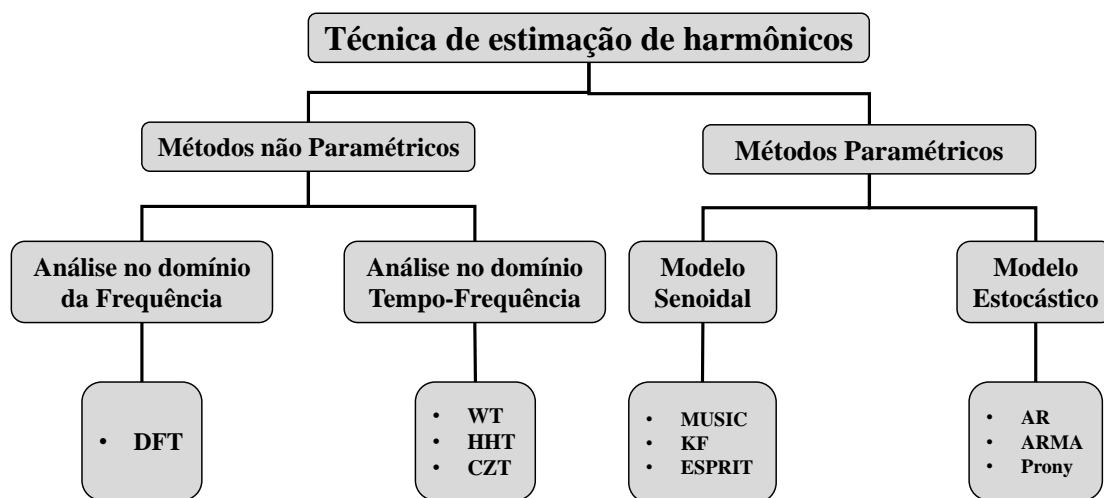 Técnica de estimação de harmônicos
Métodos não Paramétricos
Métodos Paramétricos
Análise no domínio
da Frequência
Análise no domínio
Tempo-Frequência
Modelo
Senoidal
Modelo
Estocástico
• DFT
• WT
• HHT
• CZT
• MUSIC
• KF
• ESPRIT
• AR
• ARMA
• Prony